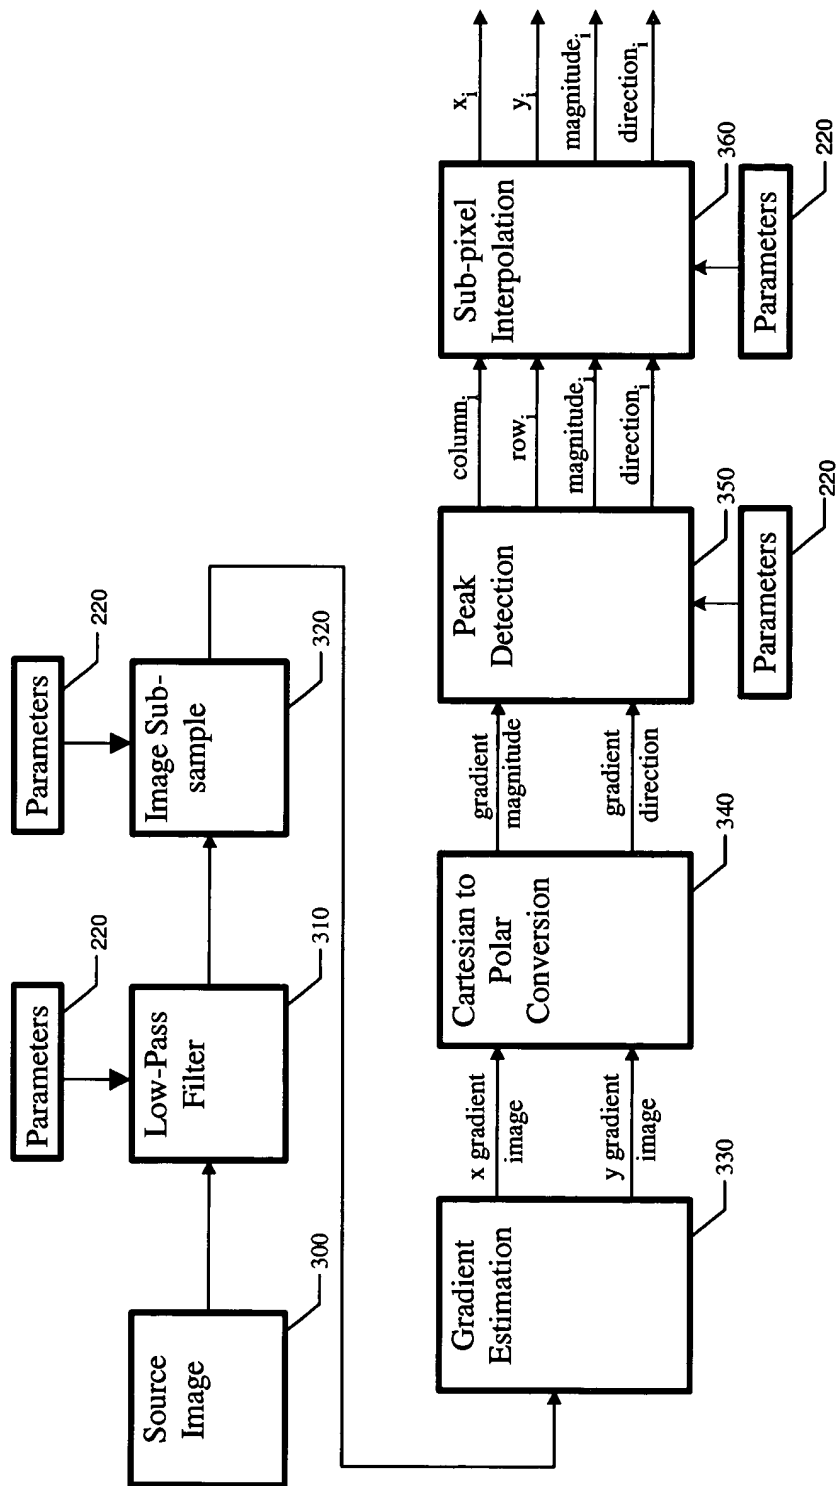 Parameters
220
Parameters
220
Source
Image
300
Low-Pass
Filter
310
Image Sub-
sample
320
Gradient
Estimation
330
x gradient
image
y gradient
image
Cartesian to
Polar
Conversion
340
gradient
magnitude
gradient
direction
Peak
Detection
350
Parameters
220
column_i
row_i
magnitude_i
direction_i
Sub-pixel
Interpolation
360
Parameters
220
x_i
y_i
magnitude_i
direction_i